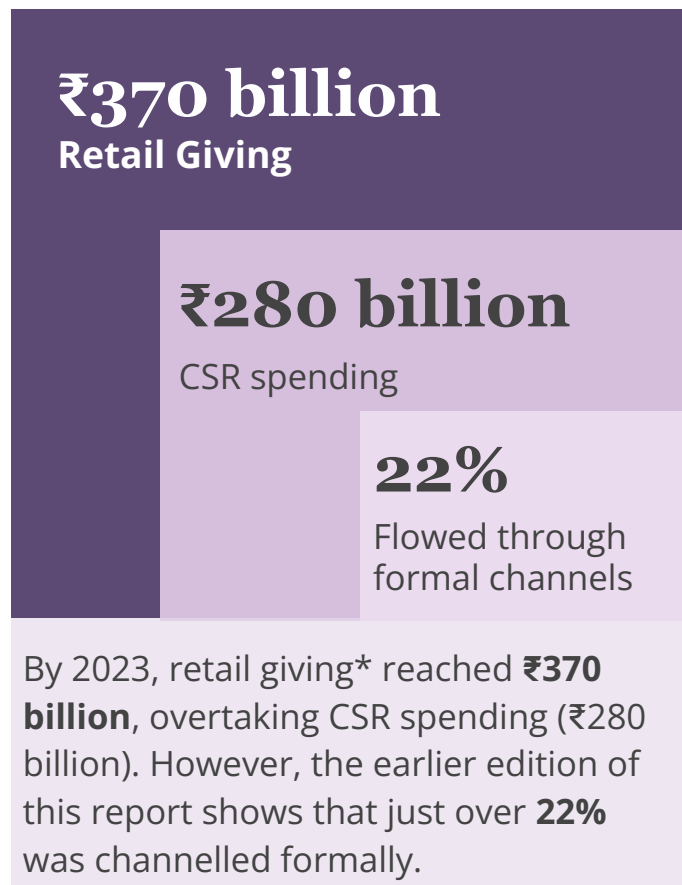 ₹370 billion
Retail Giving
₹280 billion
CSR spending
22%
Flowed through
formal channels
By 2023, retail giving* reached ₹370
billion, overtaking CSR spending (₹280
billion). However, the earlier edition of
this report shows that just over 22%
was channelled formally.